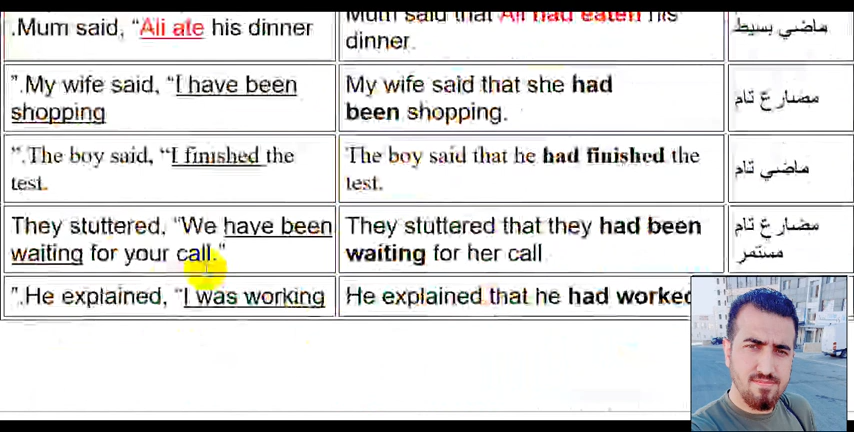 .Mum said, “Ali ate his dinner
Mum said that Ali had eaten his
dinner.
ماضي بسيط
”.My wife said, “I have been
shopping
My wife said that she had
been shopping.
مضارع تام
”.The boy said, “I finished the
test.
The boy said that he had finished the
test.
ماضي تام
They stuttered, “We have been
waiting for your call.”
They stuttered that they had been
waiting for her call
مضارع تام
مستمر
”.He explained, “I was working
He explained that he had worked